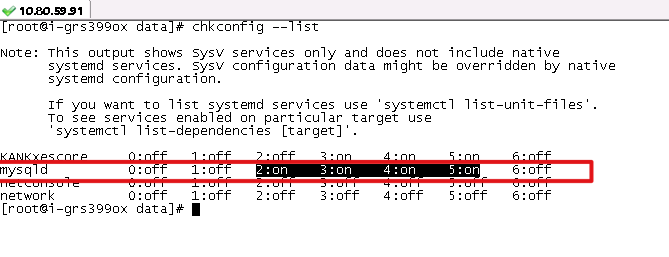 10.80.59.91
[root@i-grs399ox data]# chkconfig --list
Note: This output shows SysV services only and does not include native
systemd services. SysV configuration data might be overridden by native
systemd configuration.
If you want to list systemd services use 'systemctl list-unit-files'.
To see services enabled on particular target use
'systemctl list-dependencies [target]'.
KANKxescore 0:off 1:off 2:off 3:on 4:on 5:on 6:off
mysqld 0:off 1:off 2:on 3:on 4:on 5:on 6:off
netconsole 0:off 1:off 2:off 3:off 4:off 5:off 6:off
network 0:off 1:off 2:on 3:on 4:on 5:on 6:off
[root@i-grs399ox data]#